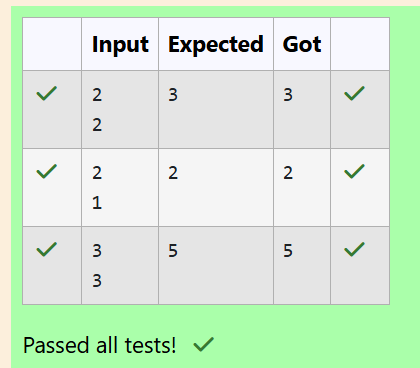 Input Expected Got
2 3 3
2
2 2 2
1
3 5 5
3
Passed all tests!